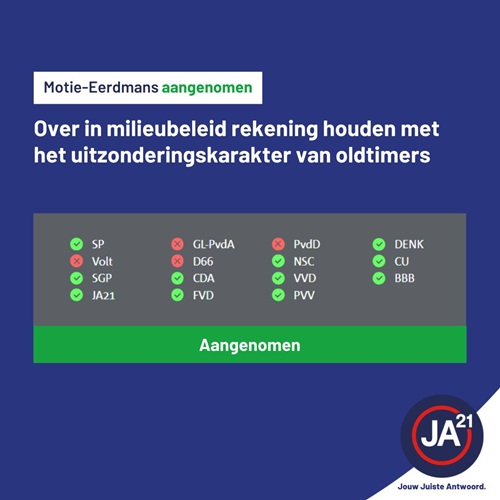 Motie-Eerdmans aangenomen
Over in milieubeleid rekening houden met
het uitzonderingskarakter van oldtimers
SP GL-PvdA PvdD DENK
Volt D66 NSC CU
SGP CDA VVD BBB
JA21 FVD PVV
Aangenomen
JA21
Jouw Juiste Antwoord.